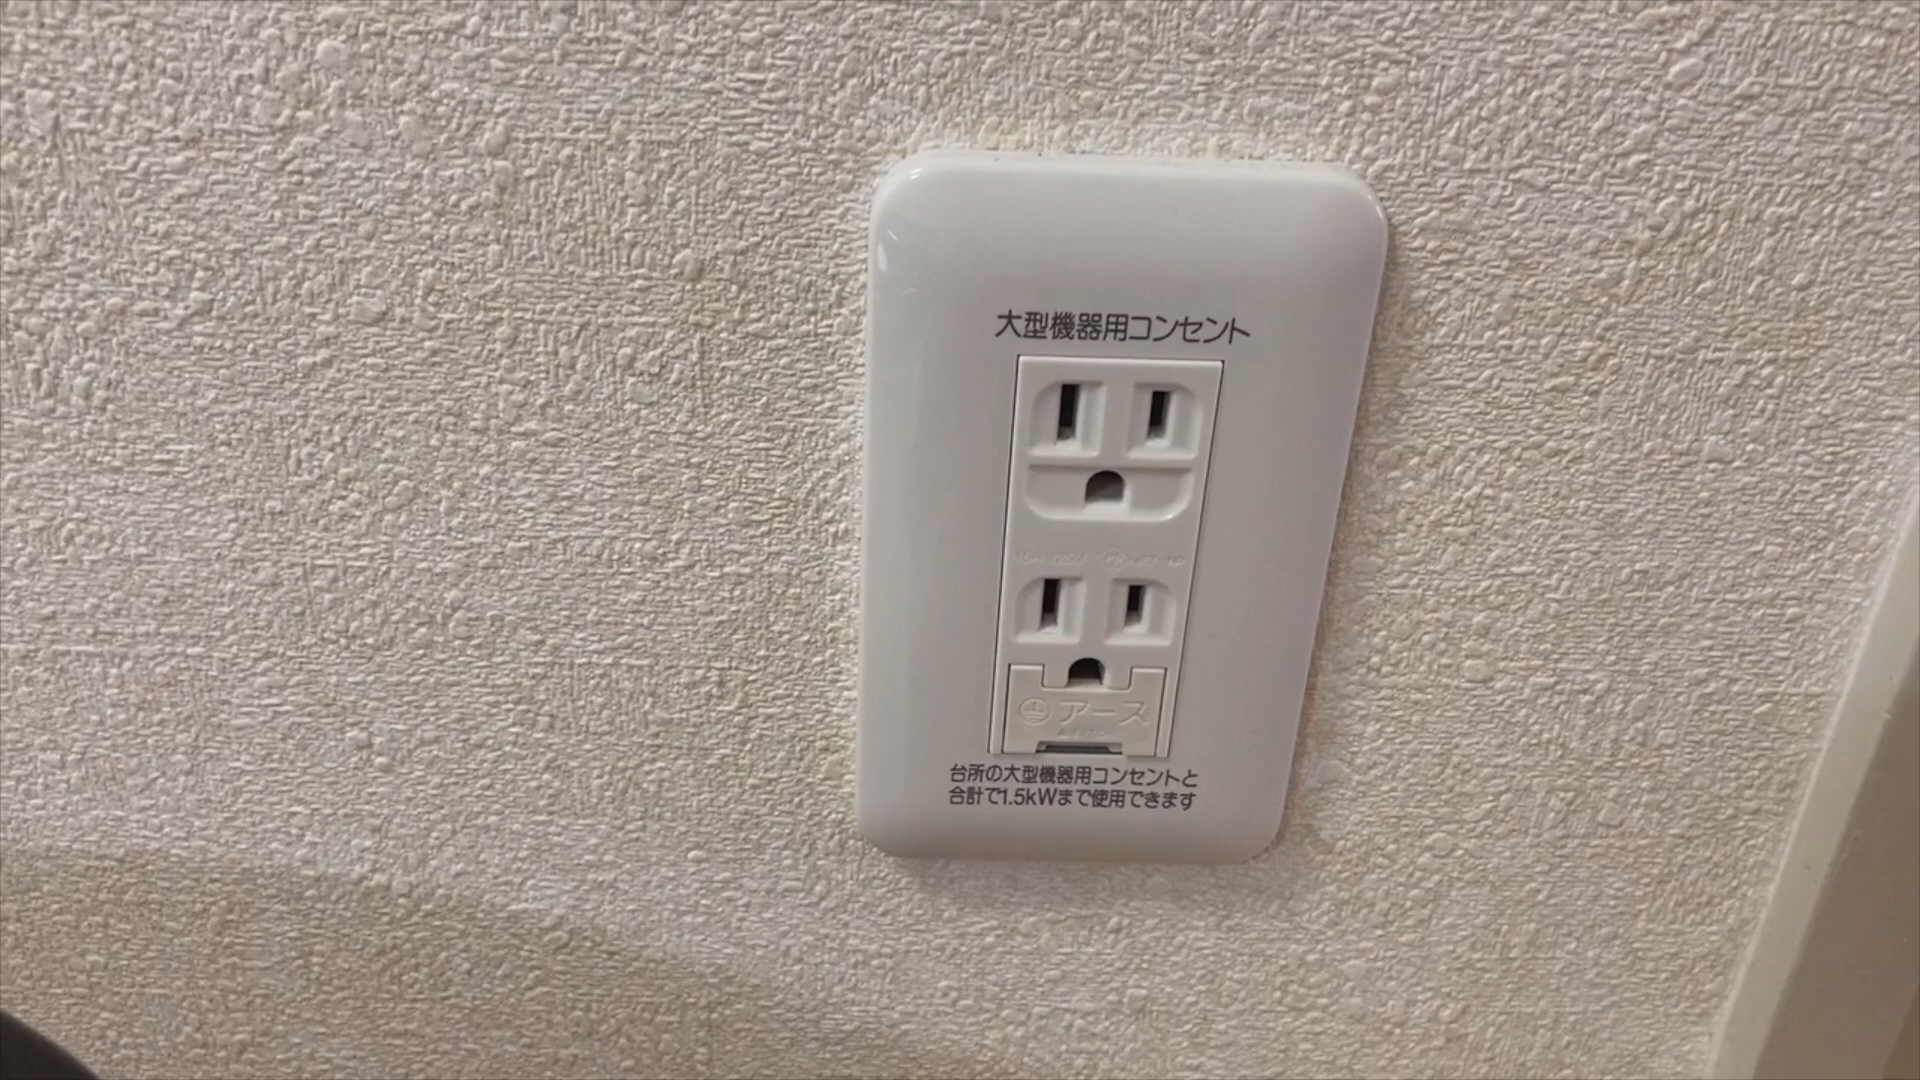 大型機器用コンセント
アース
台所の大型機器用コンセントと
合計で1.5kWまで使用できます